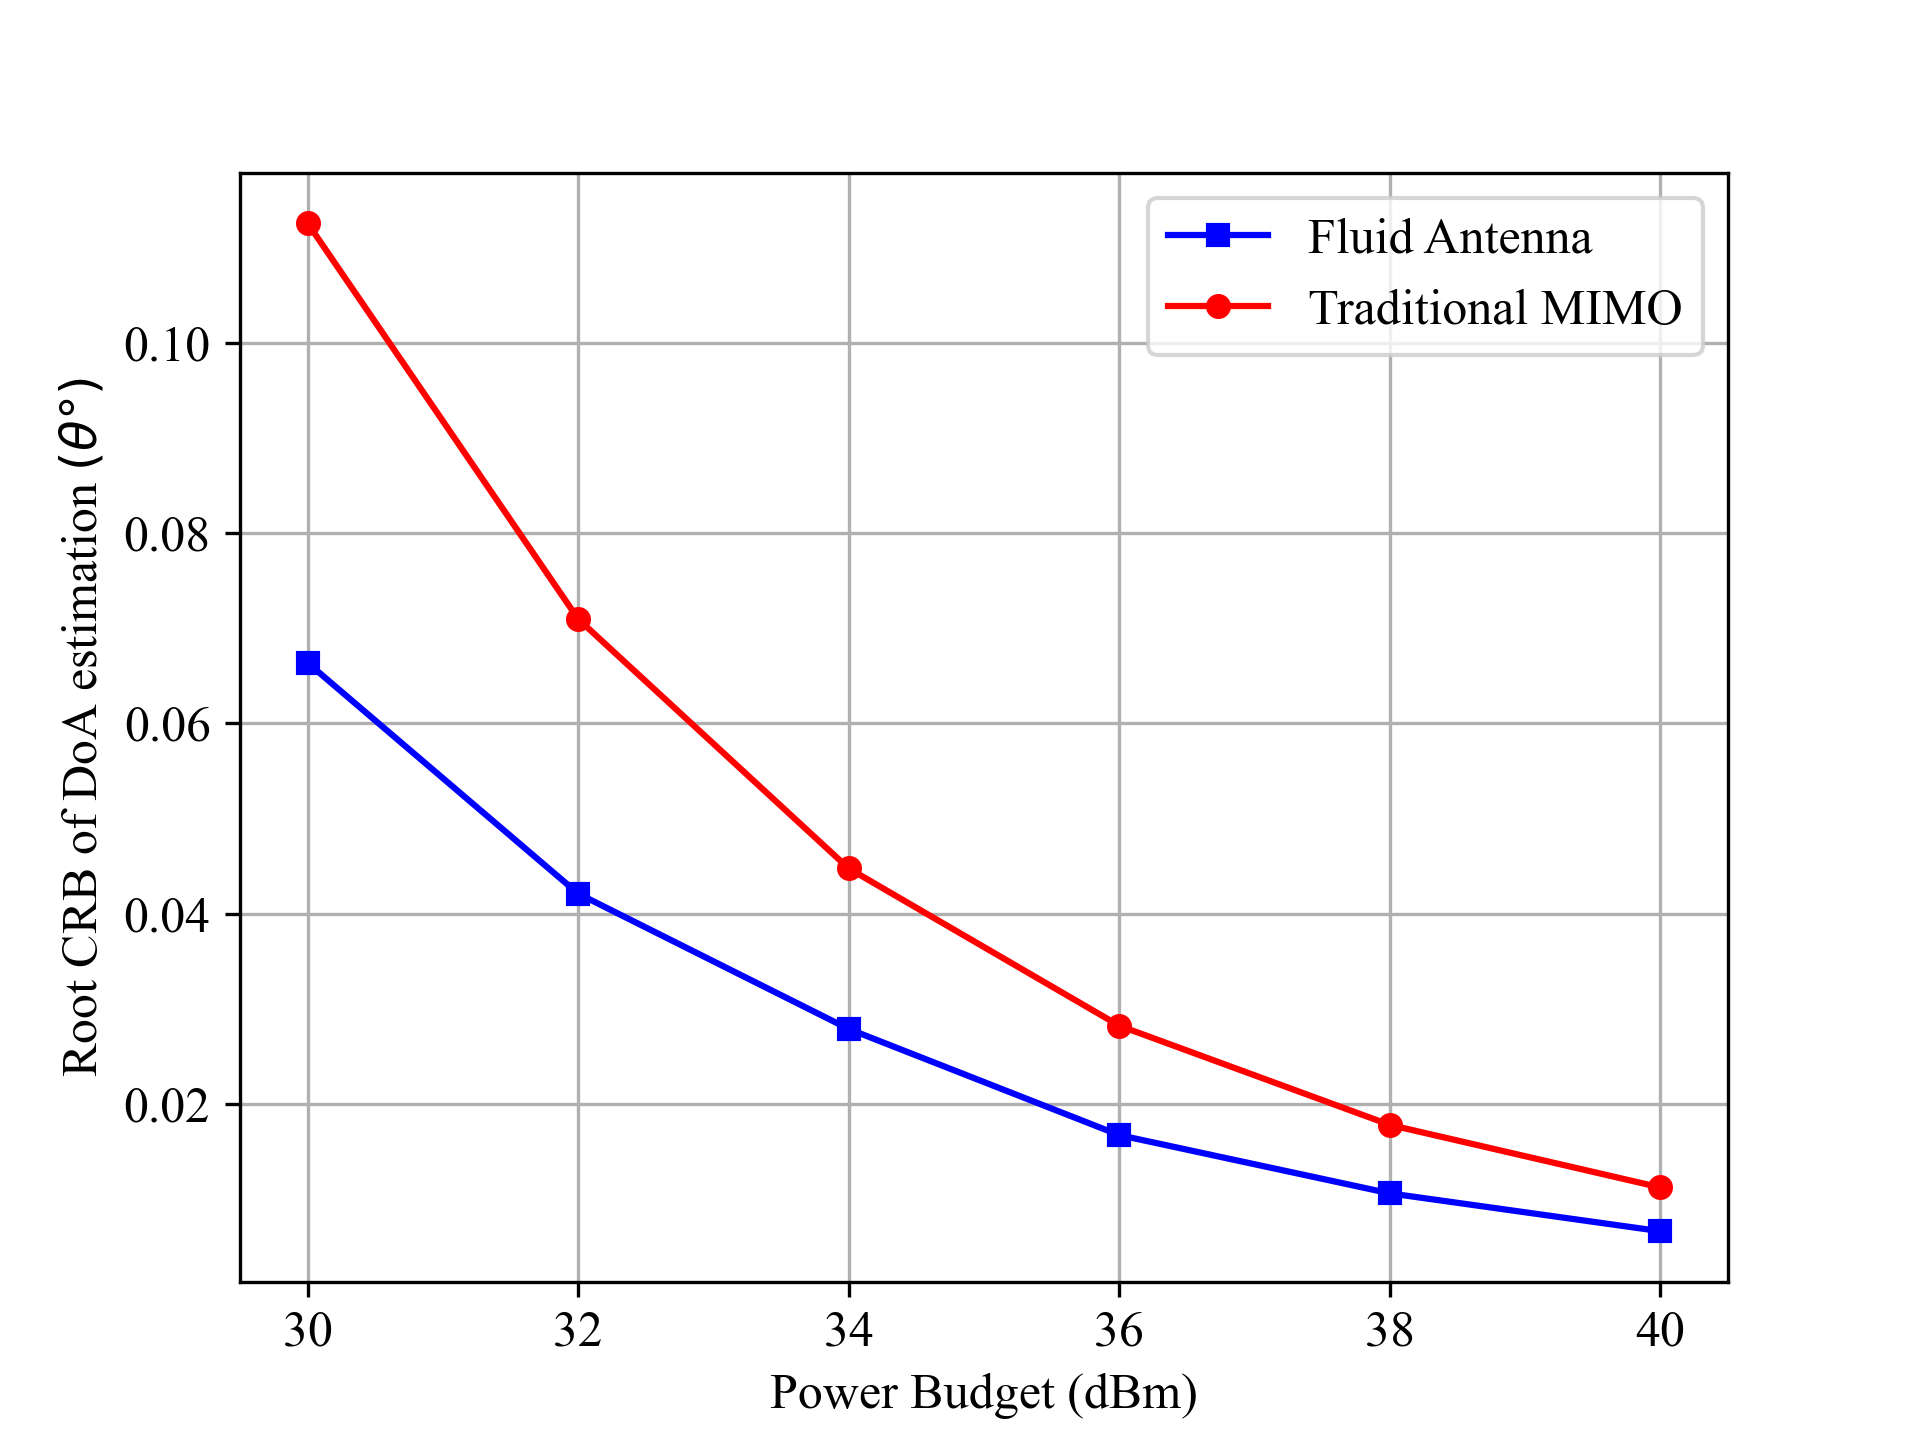 Fluid Antenna
Traditional MIMO
0.10
0.08
0.06
0.04
0.02
Root CRB of DoA estimation (θ°)
30 32 34 36 38 40
Power Budget (dBm)